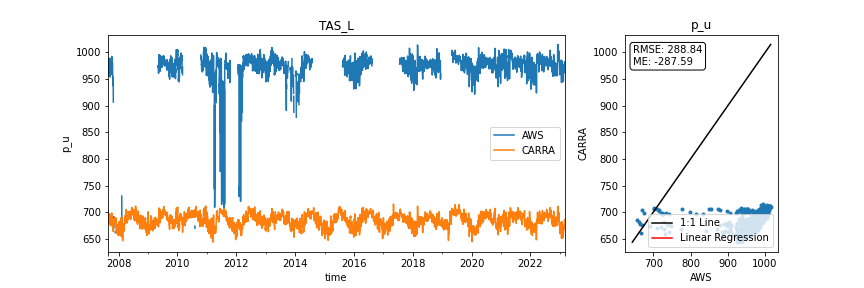 TAS_L
p_u
1000
950
900
850
800
750
700
650
p_u
AWS
CARRA
2008
2010
2012
2014
2016
2018
2020
2022
time
1000
950
900
850
800
750
700
650
CARRA
RMSE: 288.84
ME: -287.59
1:1 Line
Linear Regression
700
800
900
1000
AWS